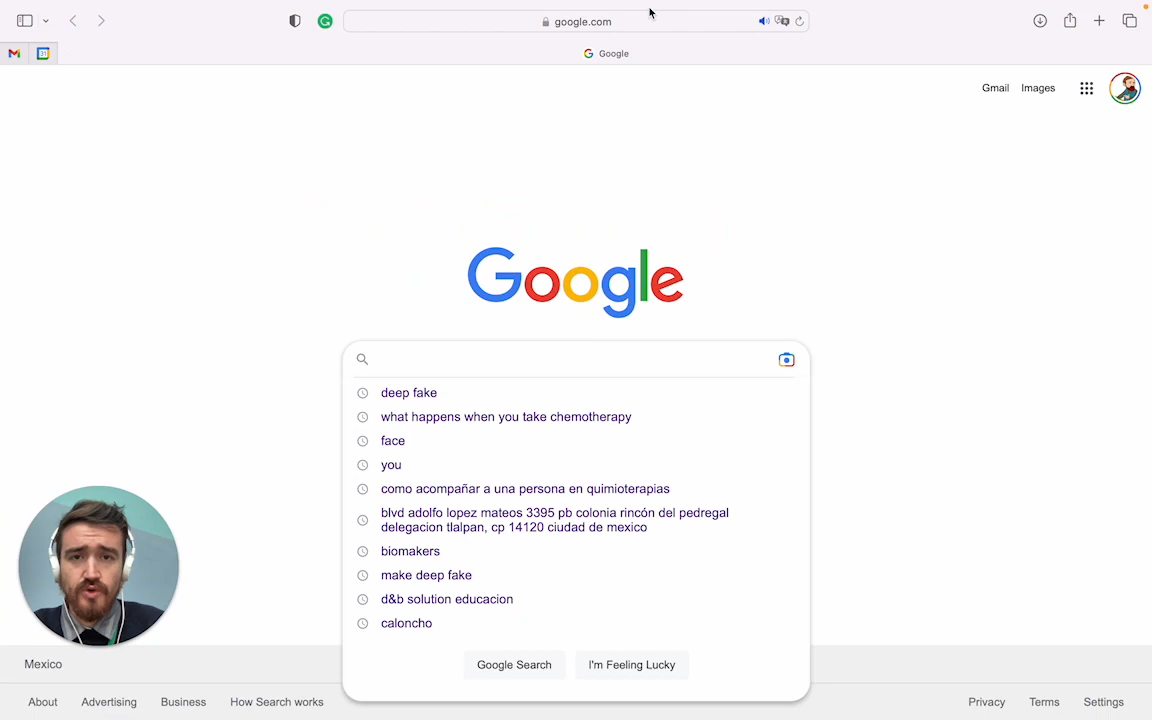 google.com
31
Google
Gmail Images
Google
deep fake
what happens when you take chemotherapy
face
you
como acompañar a una persona en quimioterapias
blvd adolfo lopez mateos 3395 pb colonia rincón del pedregal
delegacion tlalpan, cp 14120 ciudad de mexico
biomakers
make deep fake
d&b solution educacion
caloncho
Google Search I'm Feeling Lucky
Mexico
About Advertising Business How Search works Privacy Terms Settings